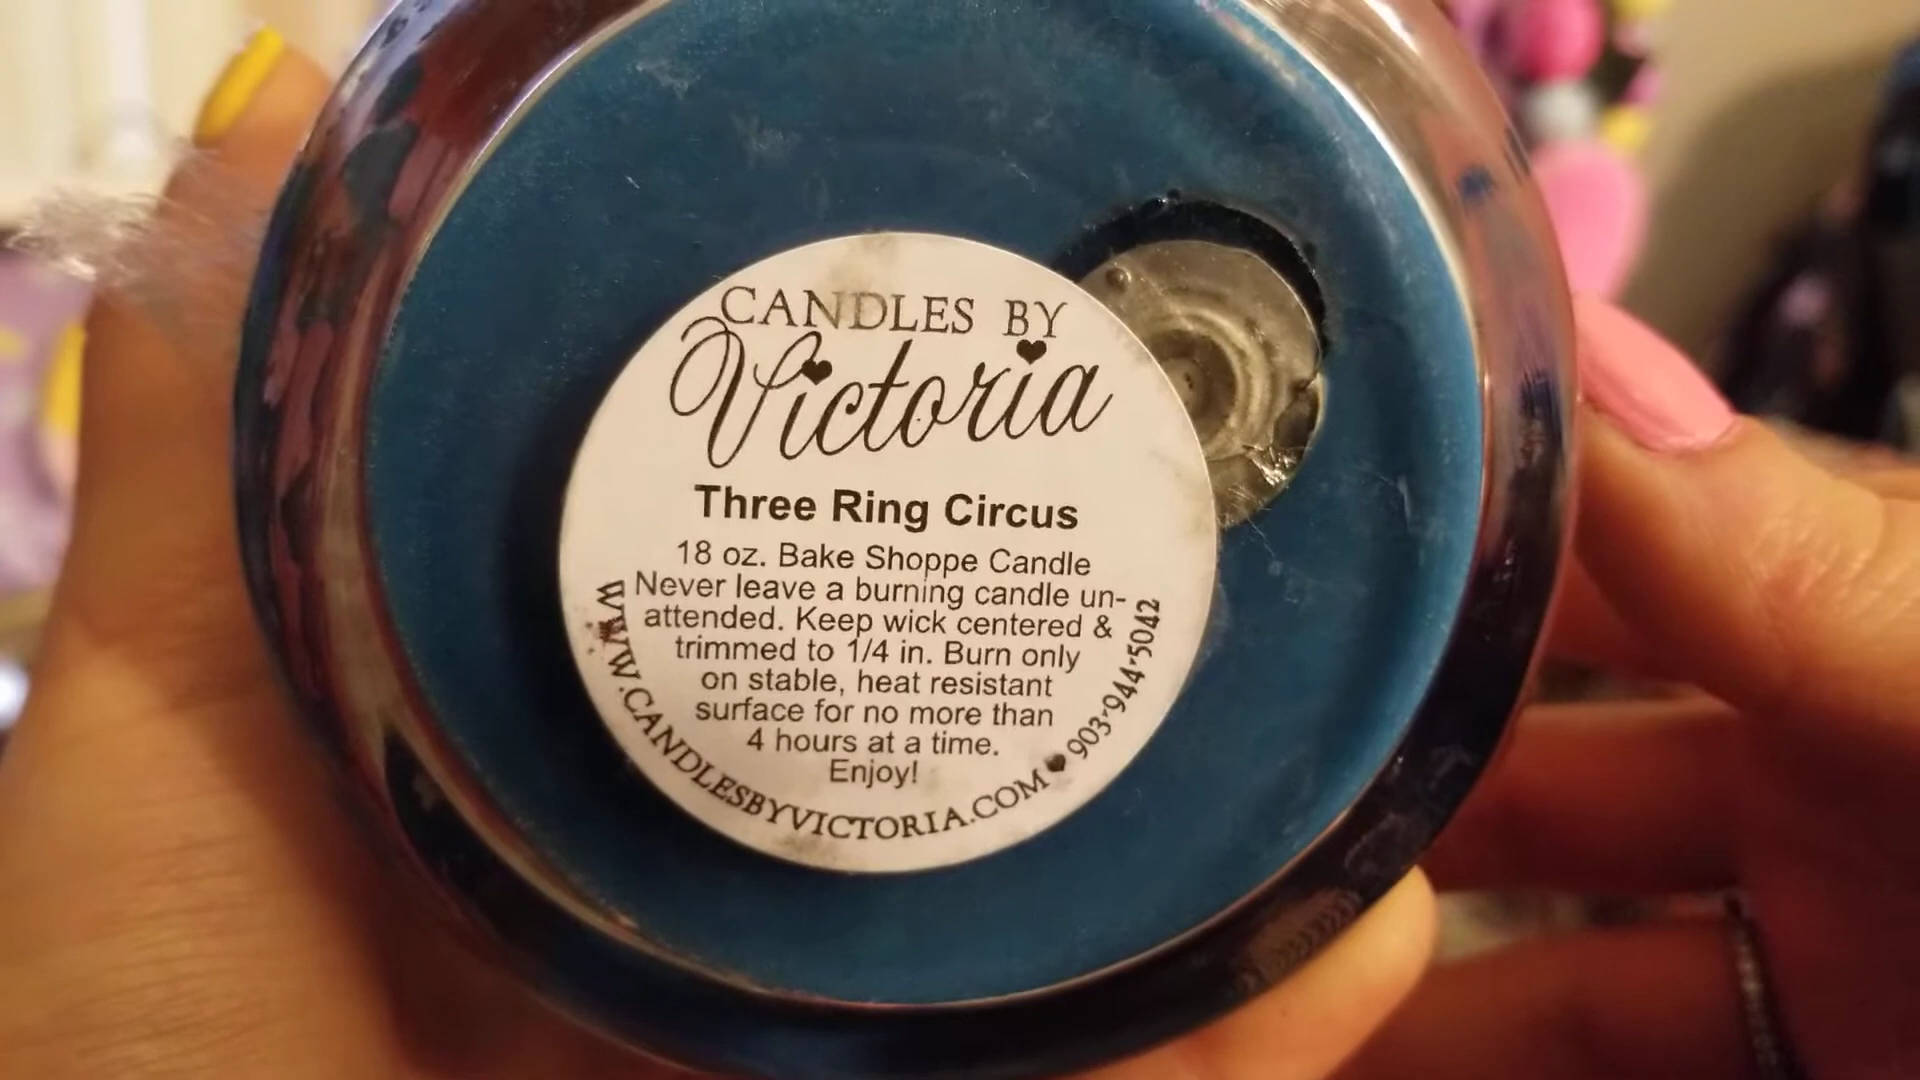 CANDLES BY
Victoria
Three Ring Circus
18 oz. Bake Shoppe Candle
Never leave a burning candle un-
attended. Keep wick centered &
trimmed to 1/4 in. Burn only
on stable, heat resistant
surface for no more than
4 hours at a time.
Enjoy!
WWW.CANDLESBYVICTORIA.COM ♥ 903·944·5042